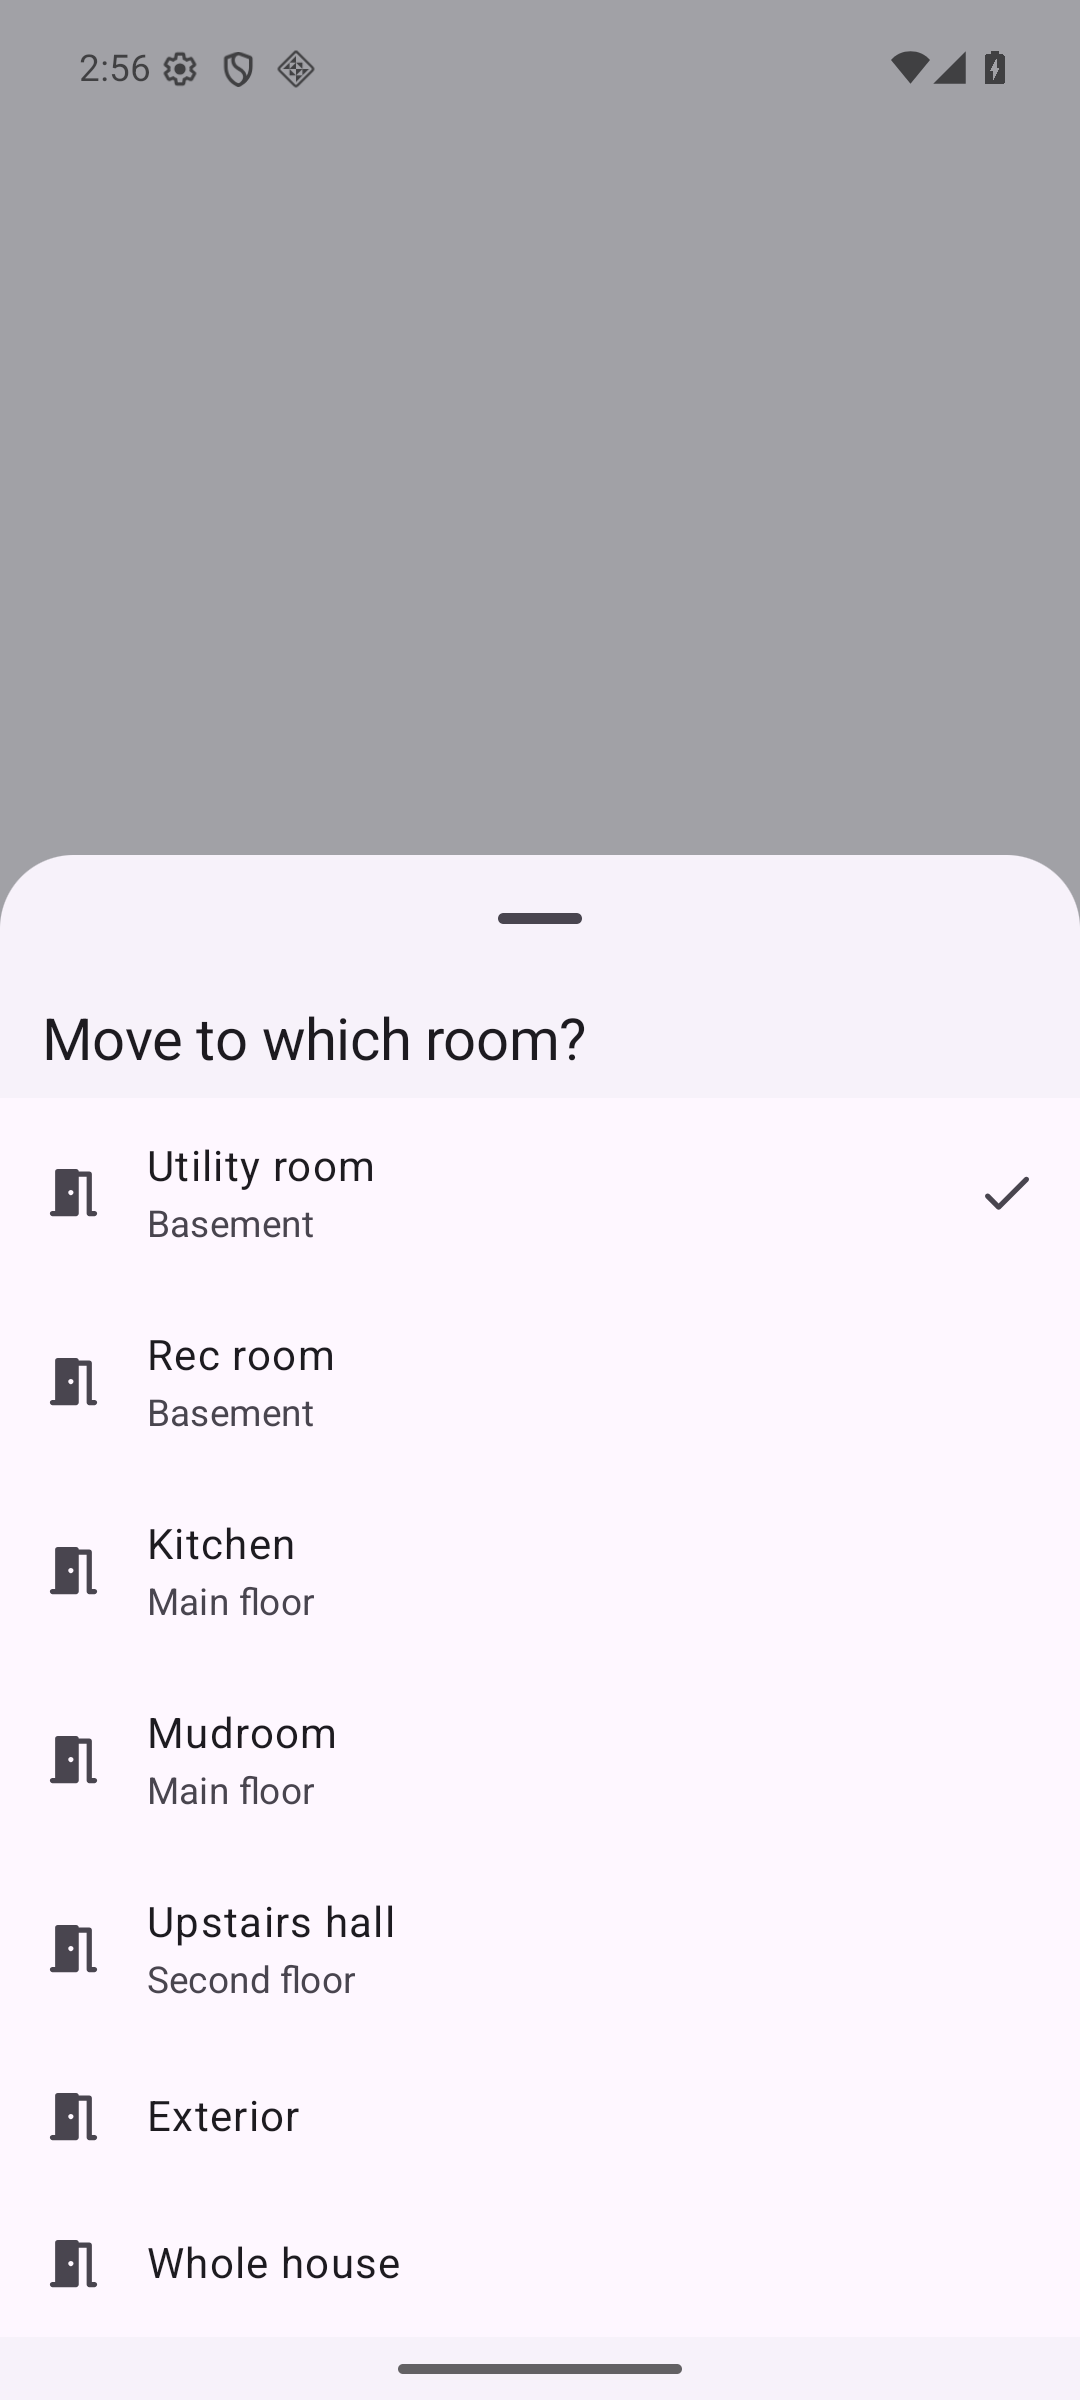 2:56
Move to which room?
Utility room
Basement
Rec room
Basement
Kitchen
Main floor
Mudroom
Main floor
Upstairs hall
Second floor
Exterior
Whole house